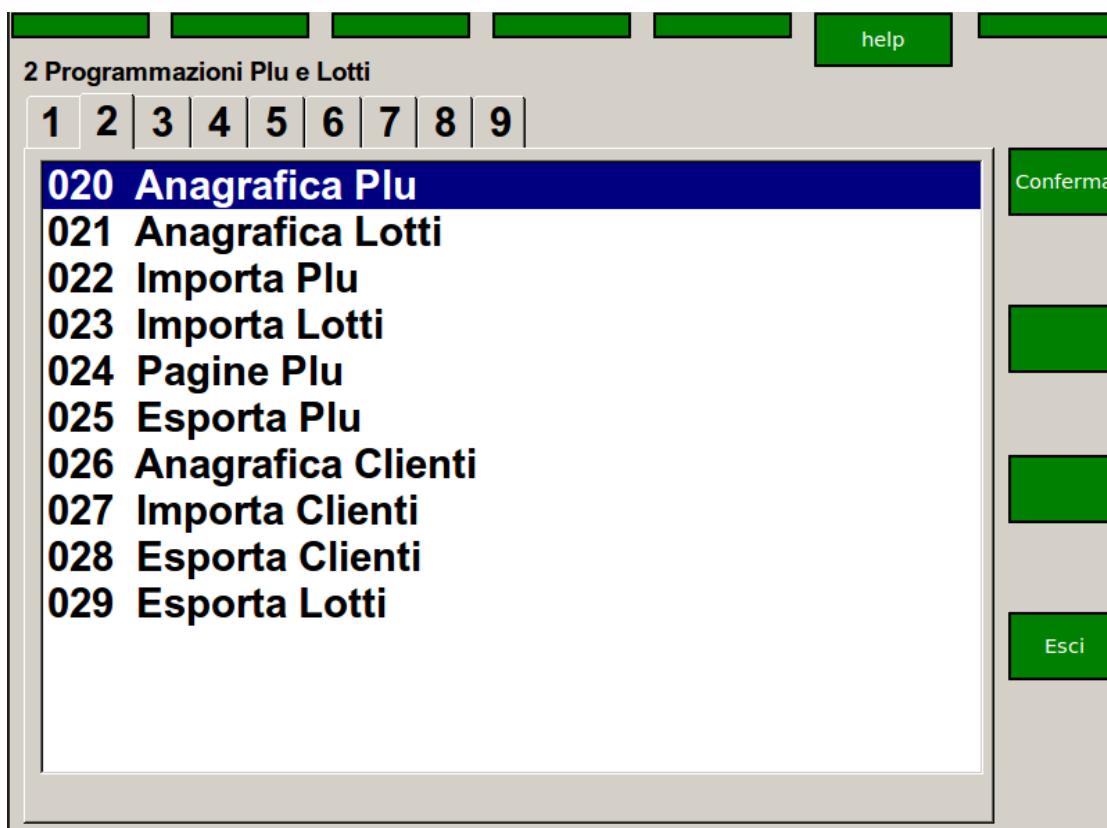 help
2 Programmazioni Plu e Lotti
1 2 3 4 5 6 7 8 9
020 Anagrafica Plu
021 Anagrafica Lotti
022 Importa Plu
023 Importa Lotti
024 Pagine Plu
025 Esporta Plu
026 Anagrafica Clienti
027 Importa Clienti
028 Esporta Clienti
029 Esporta Lotti
Conferma
Esci